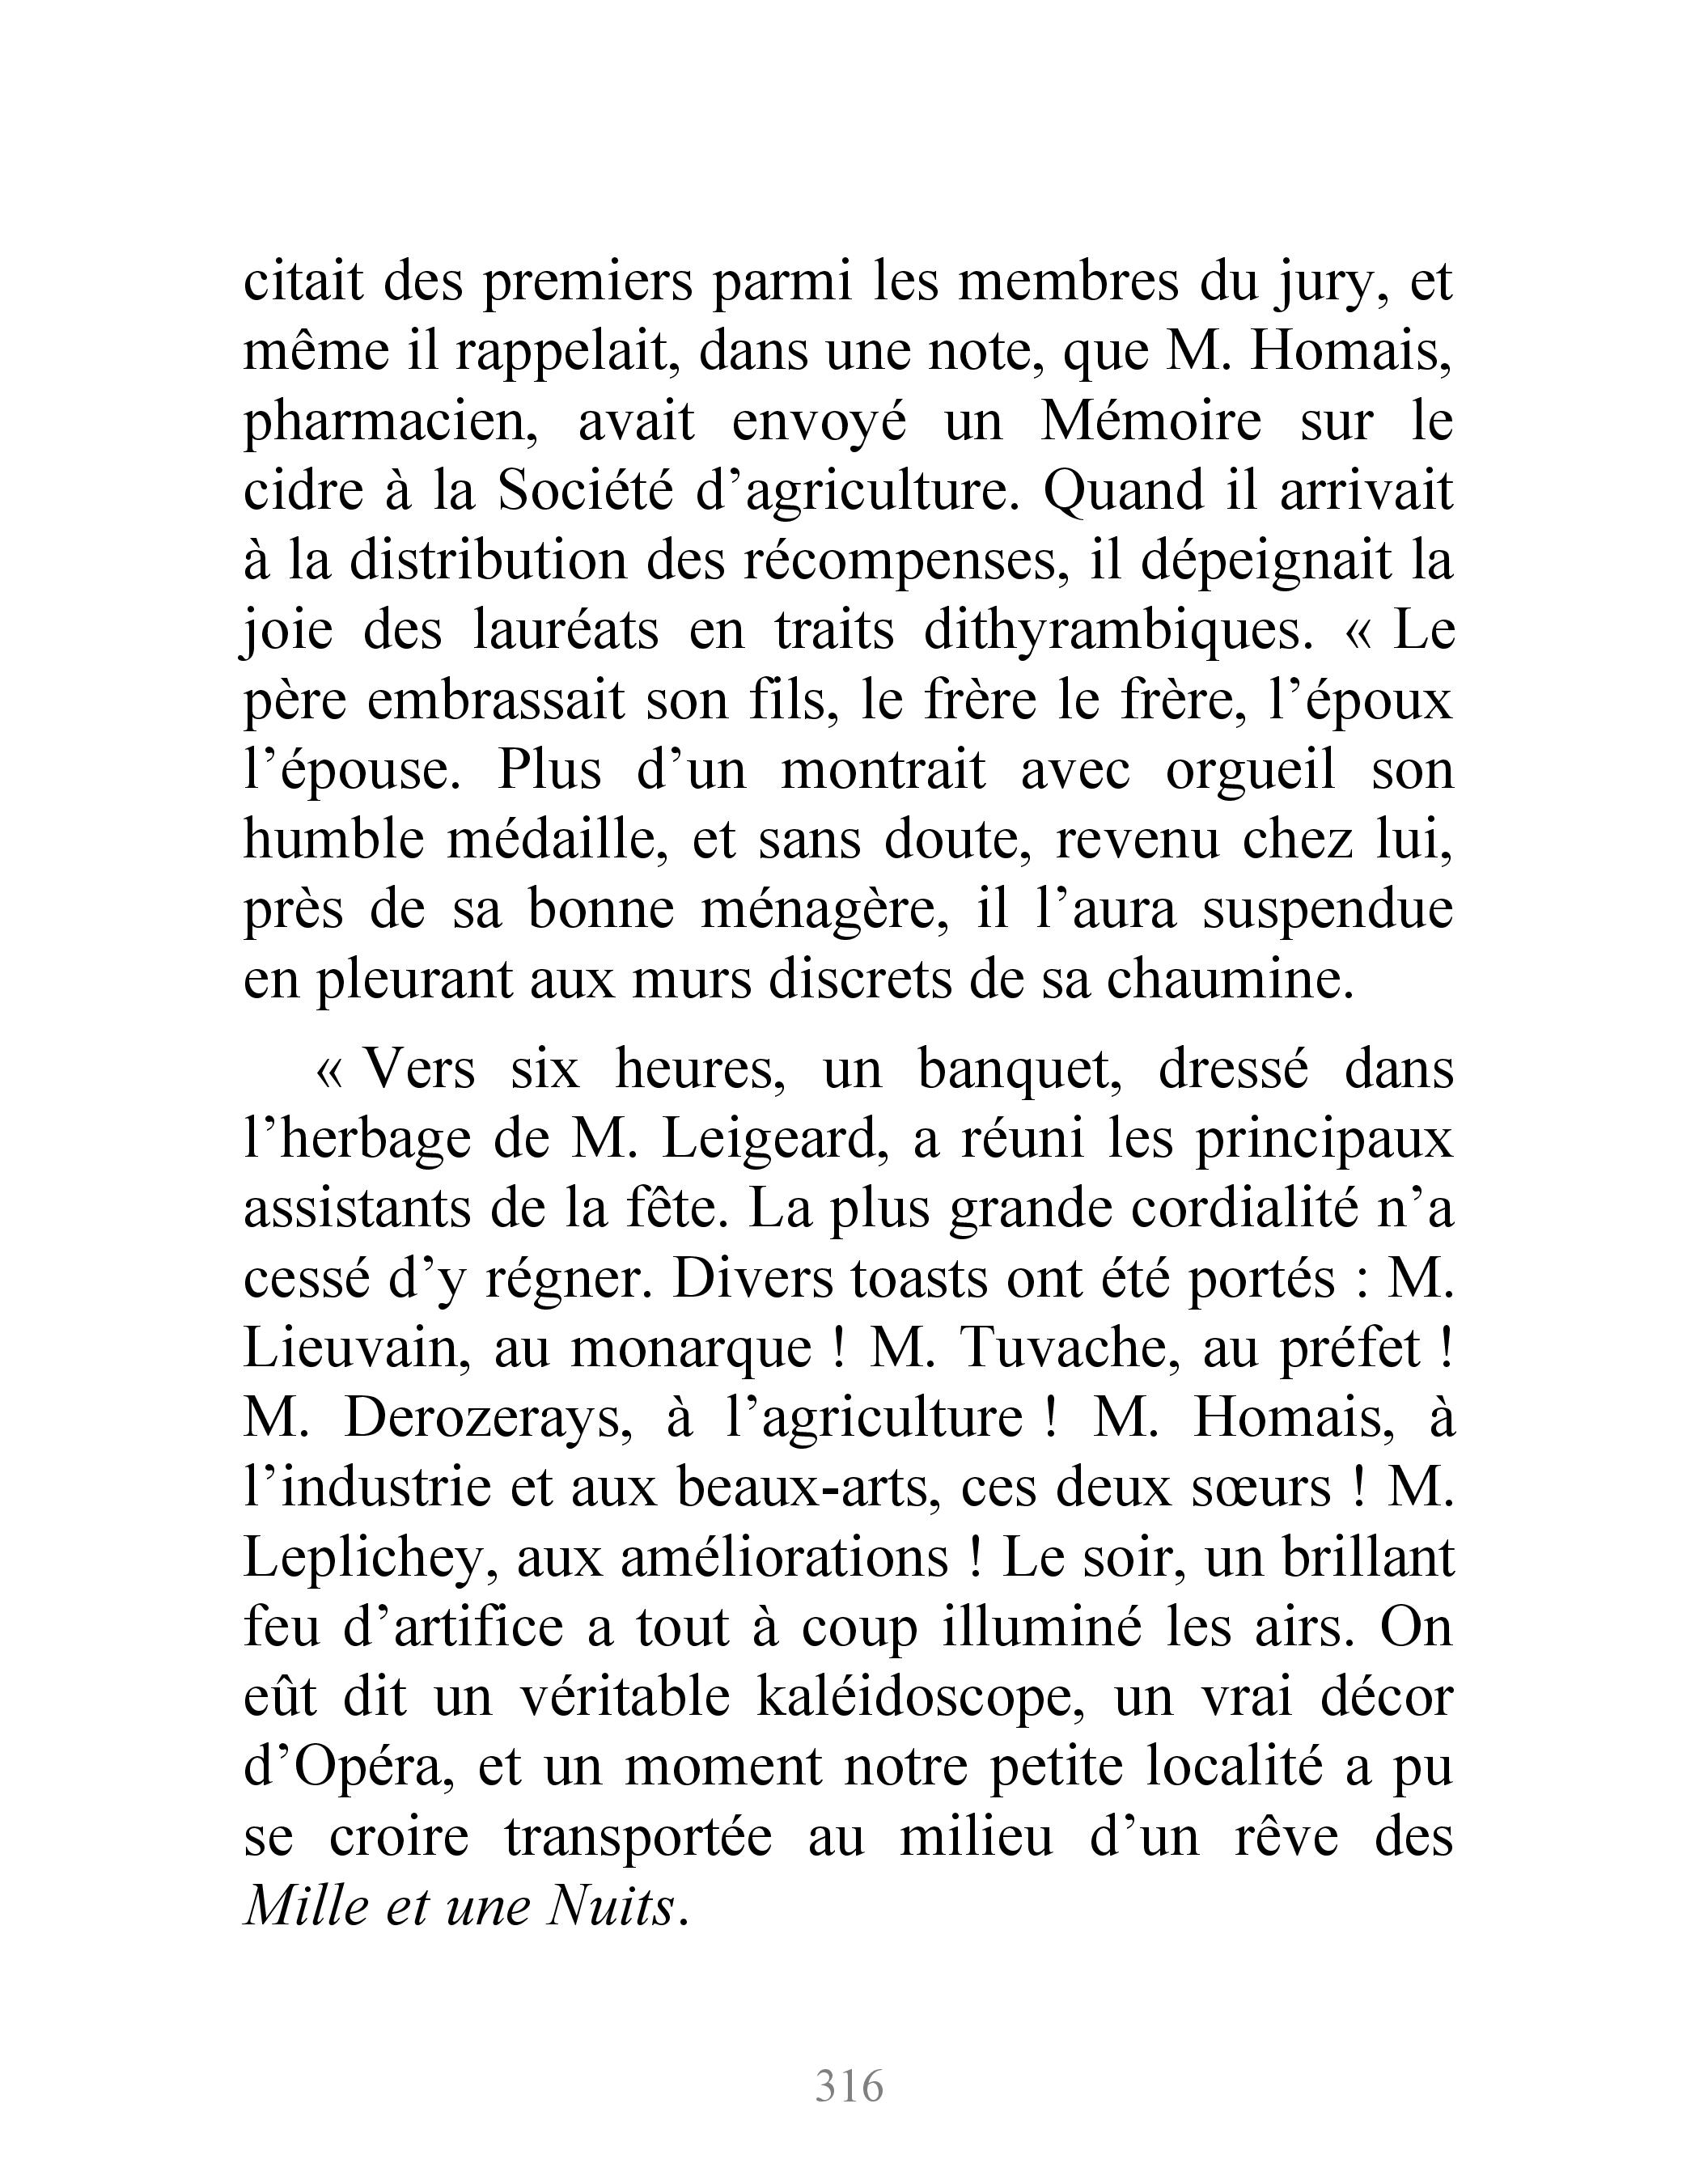 citait des premiers parmi les membres du jury, et
même il rappelait, dans une note, que M. Homais,
pharmacien, avait envoyé un Mémoire sur le
cidre à la Société d’agriculture. Quand il arrivait
à la distribution des récompenses, il dépeignait la
joie des lauréats en traits dithyrambiques. « Le
père embrassait son fils, le frère le frère, l’époux
l’épouse. Plus d’un montrait avec orgueil son
humble médaille, et sans doute, revenu chez lui,
près de sa bonne ménagère, il l’aura suspendue
en pleurant aux murs discrets de sa chaumine.
« Vers six heures, un banquet, dressé dans
l’herbage de M. Leigeard, a réuni les principaux
assistants de la fête. La plus grande cordialité n’a
cessé d’y régner. Divers toasts ont été portés : M.
Lieuvain, au monarque ! M. Tuvache, au préfet !
M. Derozerays, à l’agriculture ! M. Homais, à
l’industrie et aux beaux-arts, ces deux sœurs ! M.
Leplichey, aux améliorations ! Le soir, un brillant
feu d’artifice a tout à coup illuminé les airs. On
eût dit un véritable kaléidoscope, un vrai décor
d’Opéra, et un moment notre petite localité a pu
se croire transportée au milieu d’un rêve des
Mille et une Nuits.
316